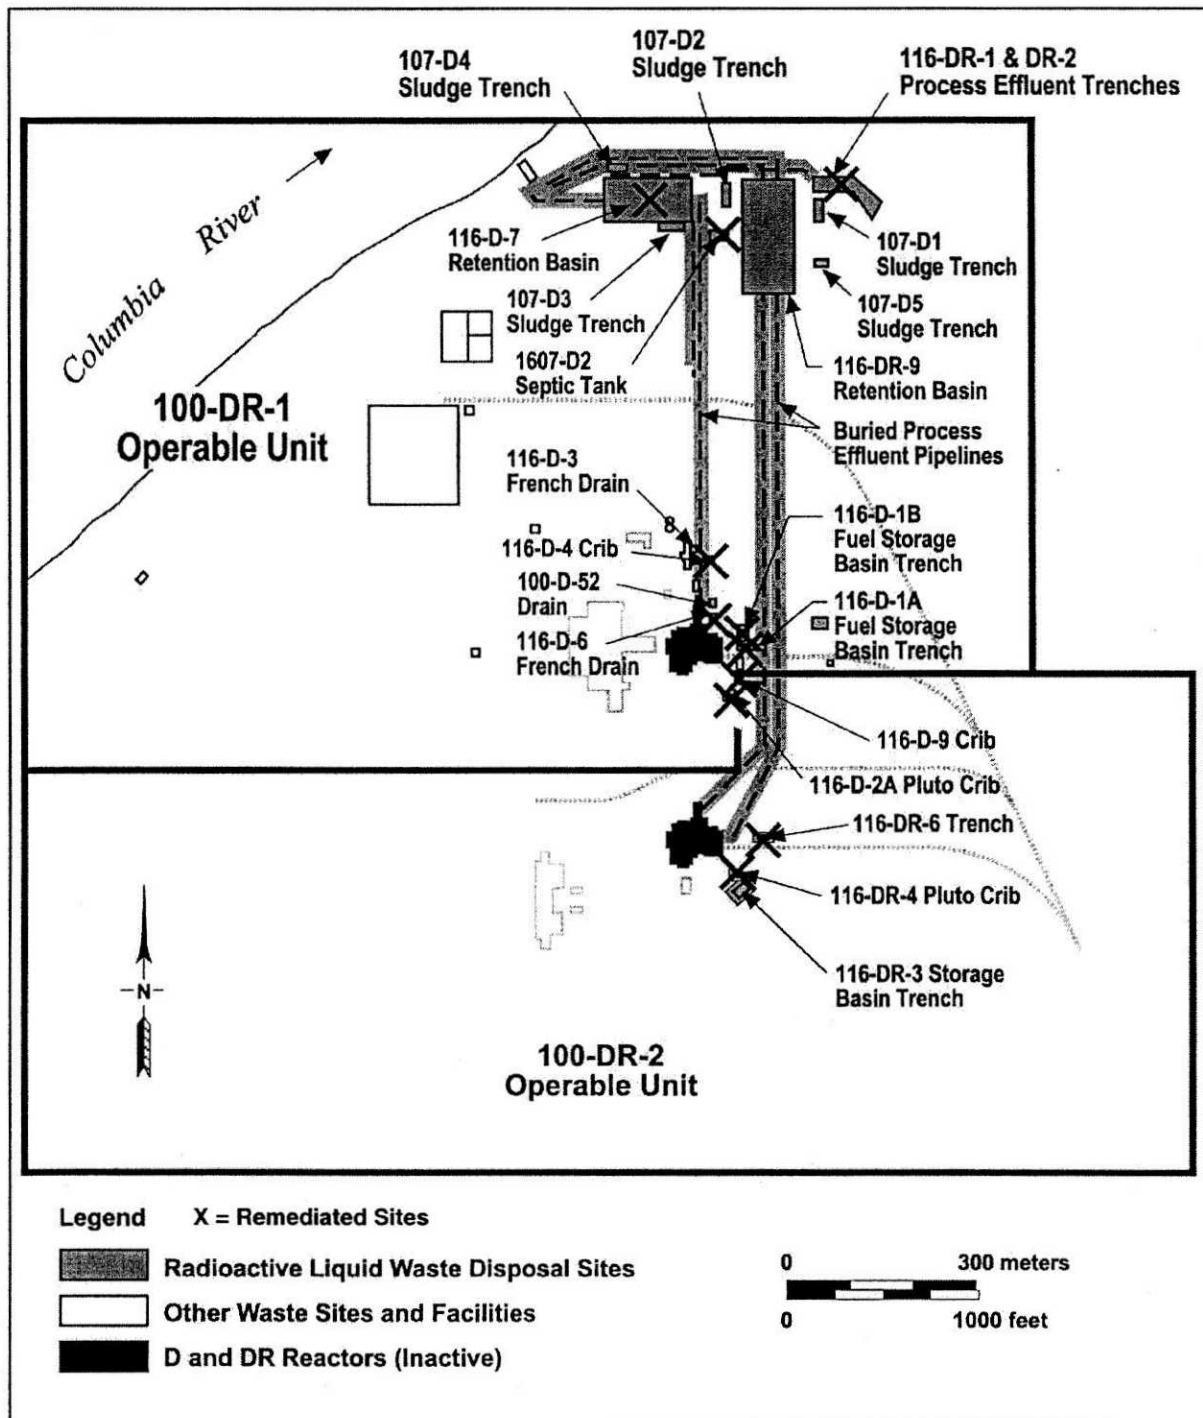 107-D2
Sludge Trench
107-D4
Sludge Trench
116-DR-1 & DR-2
Process Effluent Trenches
Columbia River
116-D-7
Retention Basin
107-D1
Sludge Trench
107-D3
Sludge Trench
107-D5
Sludge Trench
1607-D2
Septic Tank
116-DR-9
Retention Basin
100-DR-1
Operable Unit
Buried Process
Effluent Pipelines
116-D-3
French Drain
116-D-4 Crib
116-D-1B
Fuel Storage
Basin Trench
100-D-52
Drain
116-D-1A
Fuel Storage
Basin Trench
116-D-6
French Drain
116-D-9 Crib
116-D-2A Pluto Crib
116-DR-6 Trench
116-DR-4 Pluto Crib
116-DR-3 Storage
Basin Trench
N
100-DR-2
Operable Unit
Legend X = Remediated Sites
Radioactive Liquid Waste Disposal Sites
Other Waste Sites and Facilities
D and DR Reactors (Inactive)
0 300 meters
0 1000 feet